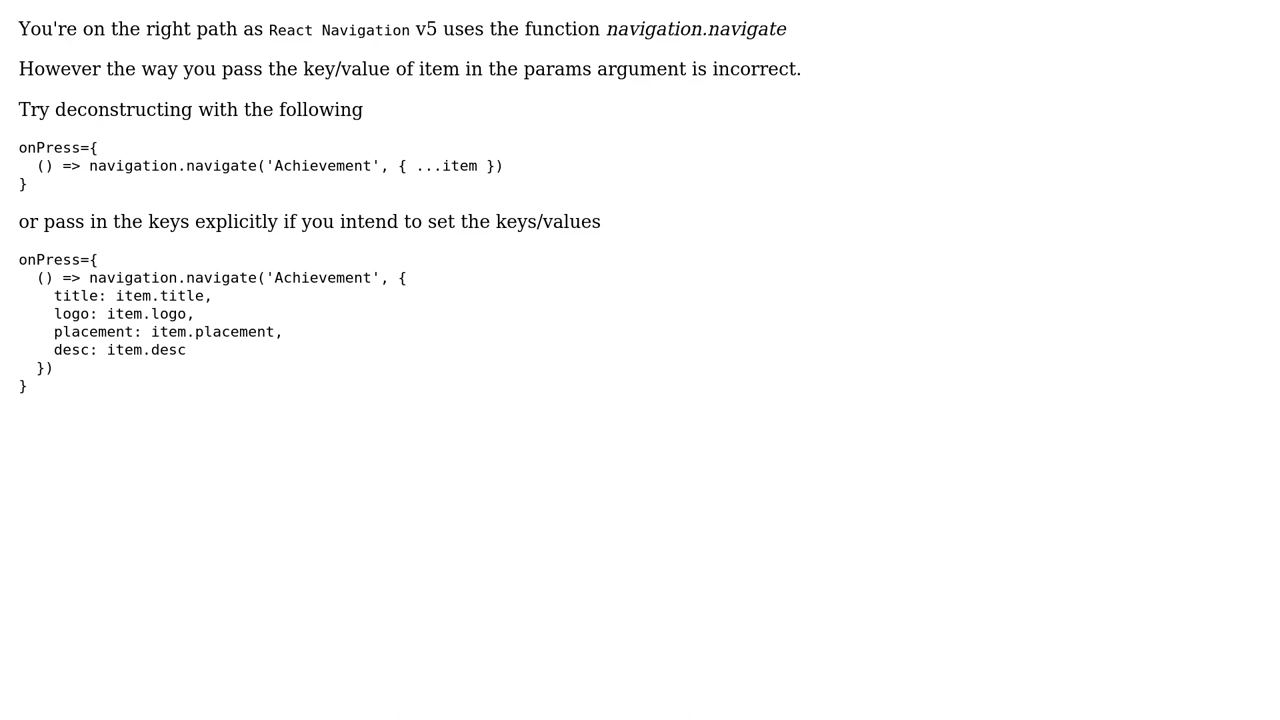 You're on the right path as React Navigation v5 uses the function navigation.navigate
However the way you pass the key/value of item in the params argument is incorrect.
Try deconstructing with the following
onPress={
  () => navigation.navigate('Achievement', { ...item })
}
or pass in the keys explicitly if you intend to set the keys/values
onPress={
  () => navigation.navigate('Achievement', {
    title: item.title,
    logo: item.logo,
    placement: item.placement,
    desc: item.desc
  })
}